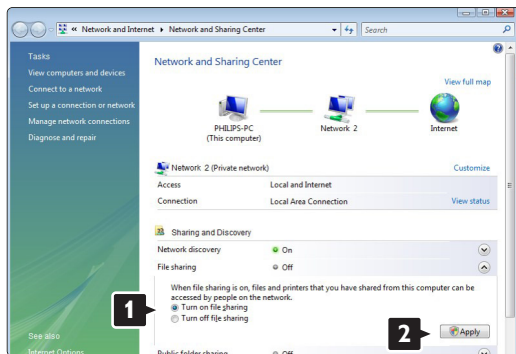 « Network and Internet ▸ Network and Sharing Center
Search
Tasks
View computers and devices
Connect to a network
Set up a connection or network
Manage network connections
Diagnose and repair
See also
Internet Options
Network and Sharing Center
View full map
PHILIPS-PC
(This computer)
Network 2
Internet
Network 2 (Private network)
Customize
Access Local and Internet
Connection Local Area Connection View status
Sharing and Discovery
Network discovery On
File sharing Off
When file sharing is on, files and printers that you have shared from this computer can be
accessed by people on the network.
1
Turn on file sharing
Turn off file sharing
2
Apply
Public folder sharing Off